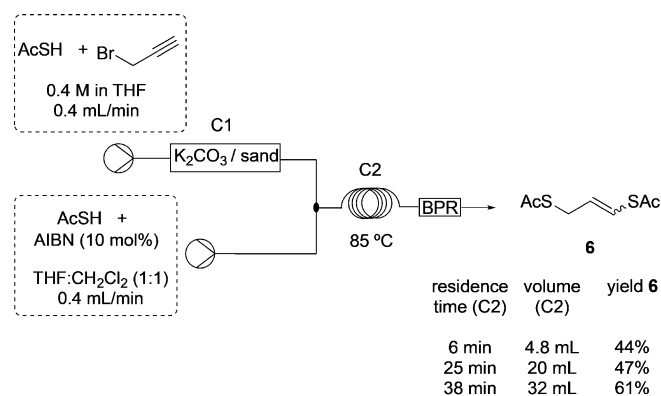 AcSH + Br
0.4 M in THF
0.4 mL/min
C1
K₂CO₃ / sand
C2
BPR
85 ºC
AcSH +
AIBN (10 mol%)
THF:CH₂Cl₂ (1:1)
0.4 mL/min
AcS SAc
6
residence volume yield 6
time (C2) (C2)
6 min 4.8 mL 44%
25 min 20 mL 47%
38 min 32 mL 61%